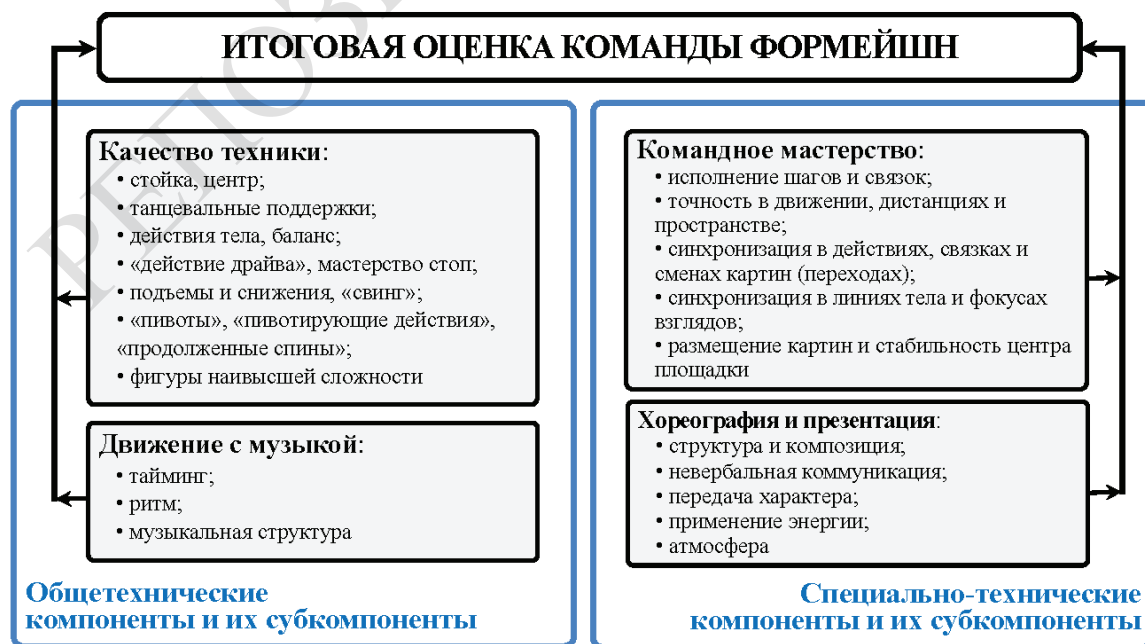 ИТОГОВАЯ ОЦЕНКА КОМАНДЫ ФОРМЕЙШН
Качество техники:
• стойка, центр;
• танцевальные поддержки;
• действия тела, баланс;
• «действие драйва», мастерство стоп;
• подъемы и снижения, «свинг»;
• «пивоты», «пивотирующие действия»,
«продолженные спины»;
• фигуры наивысшей сложности
Движение с музыкой:
• тайминг;
• ритм;
• музыкальная структура
Общетехнические
компоненты и их субкомпоненты
Командное мастерство:
• исполнение шагов и связок;
• точность в движении, дистанциях и
пространстве;
• синхронизация в действиях, связках и
сменах картин (переходах);
• синхронизация в линиях тела и фокусах
взглядов;
• размещение картин и стабильность центра
площадки
Хореография и презентация:
• структура и композиция;
• невербальная коммуникация;
• передача характера;
• применение энергии;
• атмосфера
Специально-технические
компоненты и их субкомпоненты